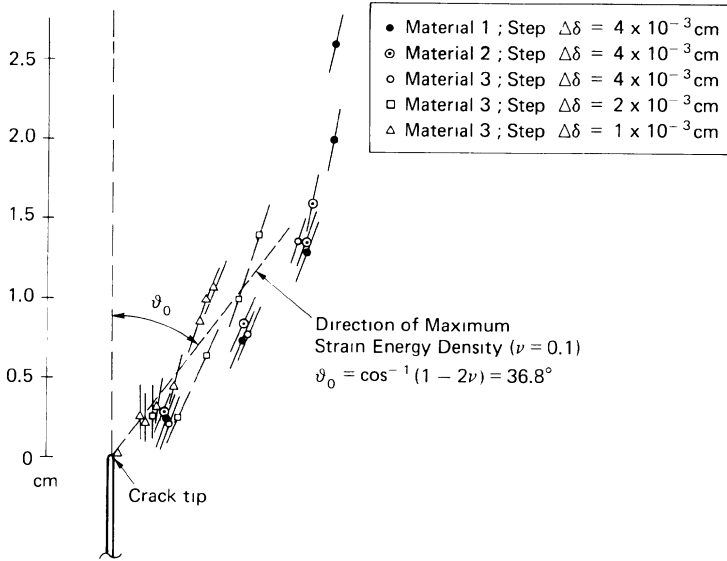 ● Material 1 ; Step Δδ = 4 x 10⁻³ cm
⊙ Material 2 ; Step Δδ = 4 x 10⁻³ cm
○ Material 3 ; Step Δδ = 4 x 10⁻³ cm
□ Material 3 ; Step Δδ = 2 x 10⁻³ cm
△ Material 3 ; Step Δδ = 1 x 10⁻³ cm
2.5
2.0
1.5
1.0
0.5
0
cm
ϑ₀
Direction of Maximum
Strain Energy Density (ν = 0.1)
ϑ₀ = cos⁻¹ (1 − 2ν) = 36.8°
Crack tip